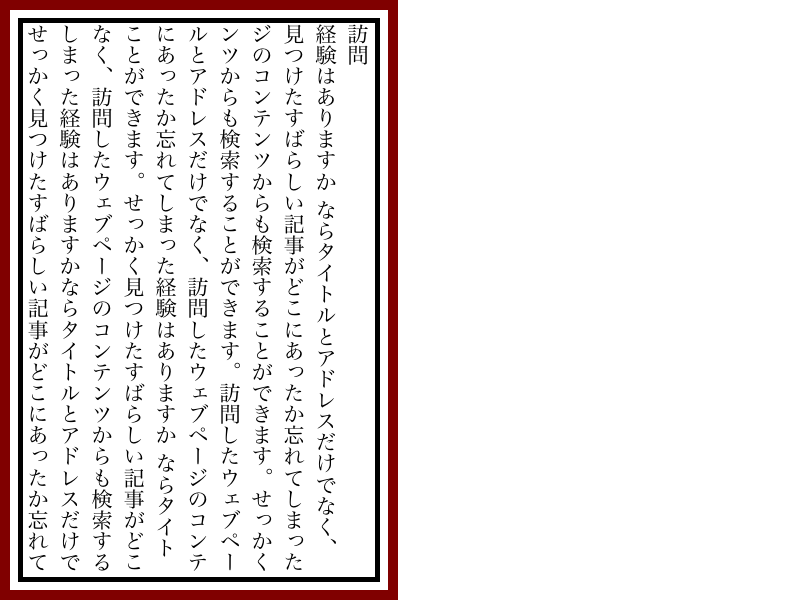 訪問
経験はありますか ならタイトルとアドレスだけでなく、
見つけたすばらしい記事がどこにあったか忘れてしまった
ジのコンテンツからも検索することができます。せっかく
ンツからも検索することができます。訪問したウェブペー
ルとアドレスだけでなく、訪問したウェブページのコンテ
にあったか忘れてしまった経験はありますか ならタイト
ことができます。せっかく見つけたすばらしい記事がどこ
なく、訪問したウェブページのコンテンツからも検索する
しまった経験はありますかならタイトルとアドレスだけで
せっかく見つけたすばらしい記事がどこにあったか忘れて